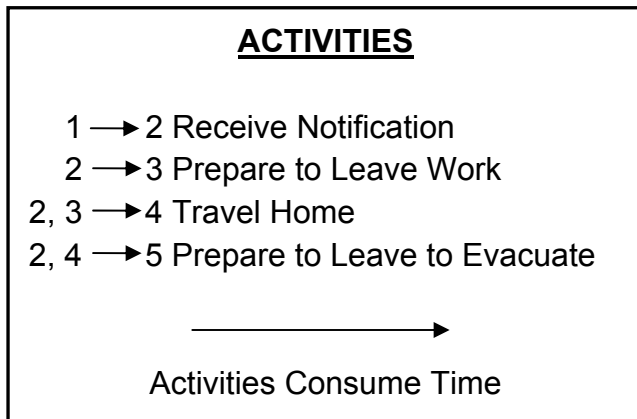 ACTIVITIES
1 → 2 Receive Notification
2 → 3 Prepare to Leave Work
2, 3 → 4 Travel Home
2, 4 → 5 Prepare to Leave to Evacuate
Activities Consume Time